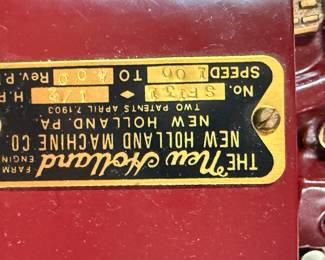 THE New Holland FARM ENGIN
NEW HOLLAND MACHINE CO.
NEW HOLLAND, PA.
TWO PATENTS APRIL 7, 1903
No. SF131 H.P. 1/2
SPEED 100 TO 400 Rev. P.